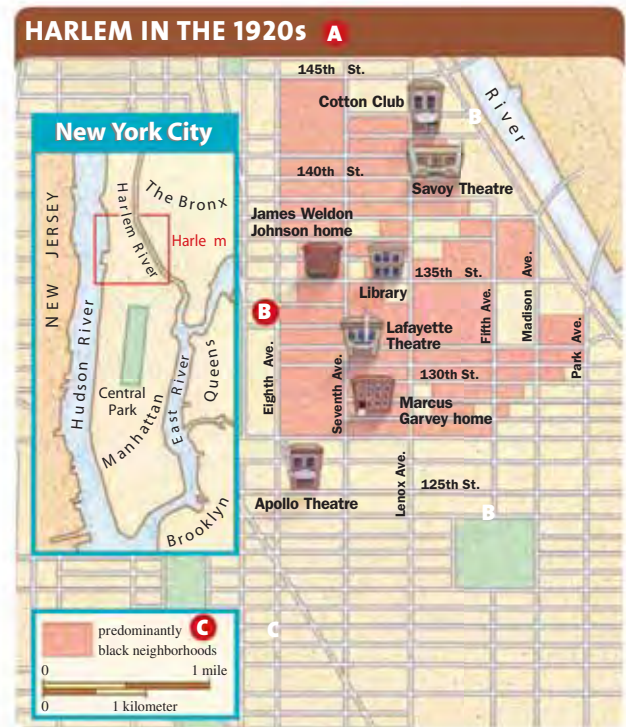 HARLEM IN THE 1920s A
145th St.
Cotton Club
B
River
New York City
140th St.
Savoy Theatre
NEW JERSEY
Harlem River
The Bronx
Harle m
James Weldon
Johnson home
135th St.
Library
B
Fifth Ave.
Madison Ave.
Park Ave.
Lafayette
Theatre
Hudson River
Central
Park
Manhattan
East River
Queens
Brooklyn
Eighth Ave.
Seventh Ave.
130th St.
Marcus
Garvey home
Apollo Theatre
Lenox Ave.
125th St.
B
predominantly C
black neighborhoods
C
0 1 mile
0 1 kilometer